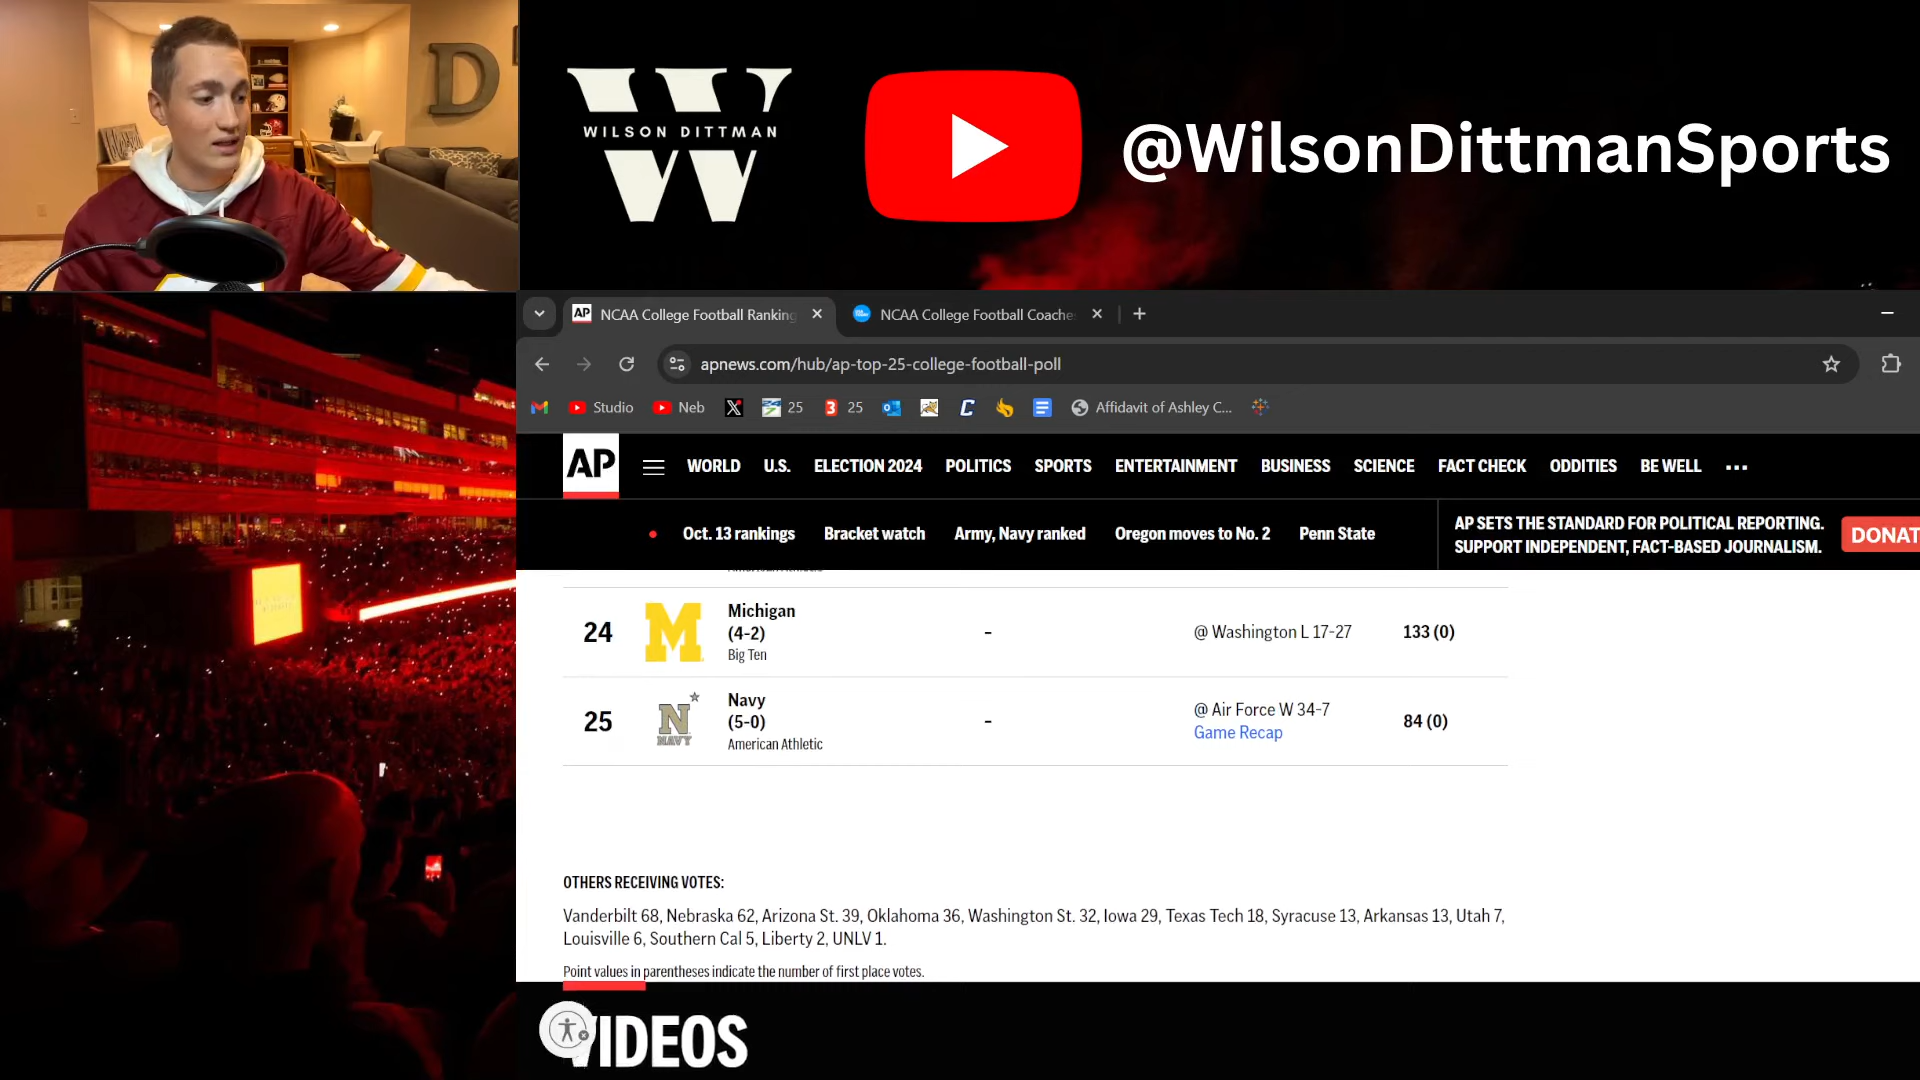 D
WILSON DITTMAN
@WilsonDittmanSports
AP NCAA College Football Ranking
NCAA College Football Coache
apnews.com/hub/ap-top-25-college-football-poll
Studio
Neb
25
3 25
Affidavit of Ashley C...
AP
WORLD U.S. ELECTION 2024 POLITICS SPORTS ENTERTAINMENT BUSINESS SCIENCE FACT CHECK ODDITIES BE WELL
Oct. 13 rankings Bracket watch Army, Navy ranked Oregon moves to No. 2 Penn State
AP SETS THE STANDARD FOR POLITICAL REPORTING.
SUPPORT INDEPENDENT, FACT-BASED JOURNALISM.
DONAT
24 M Michigan
(4-2)
Big Ten
- @ Washington L 17-27 133 (0)
25 N NAVY Navy
(5-0)
American Athletic
- @ Air Force W 34-7
Game Recap
84 (0)
OTHERS RECEIVING VOTES:
Vanderbilt 68, Nebraska 62, Arizona St. 39, Oklahoma 36, Washington St. 32, Iowa 29, Texas Tech 18, Syracuse 13, Arkansas 13, Utah 7,
Louisville 6, Southern Cal 5, Liberty 2, UNLV 1.
Point values in parentheses indicate the number of first place votes.
VIDEOS